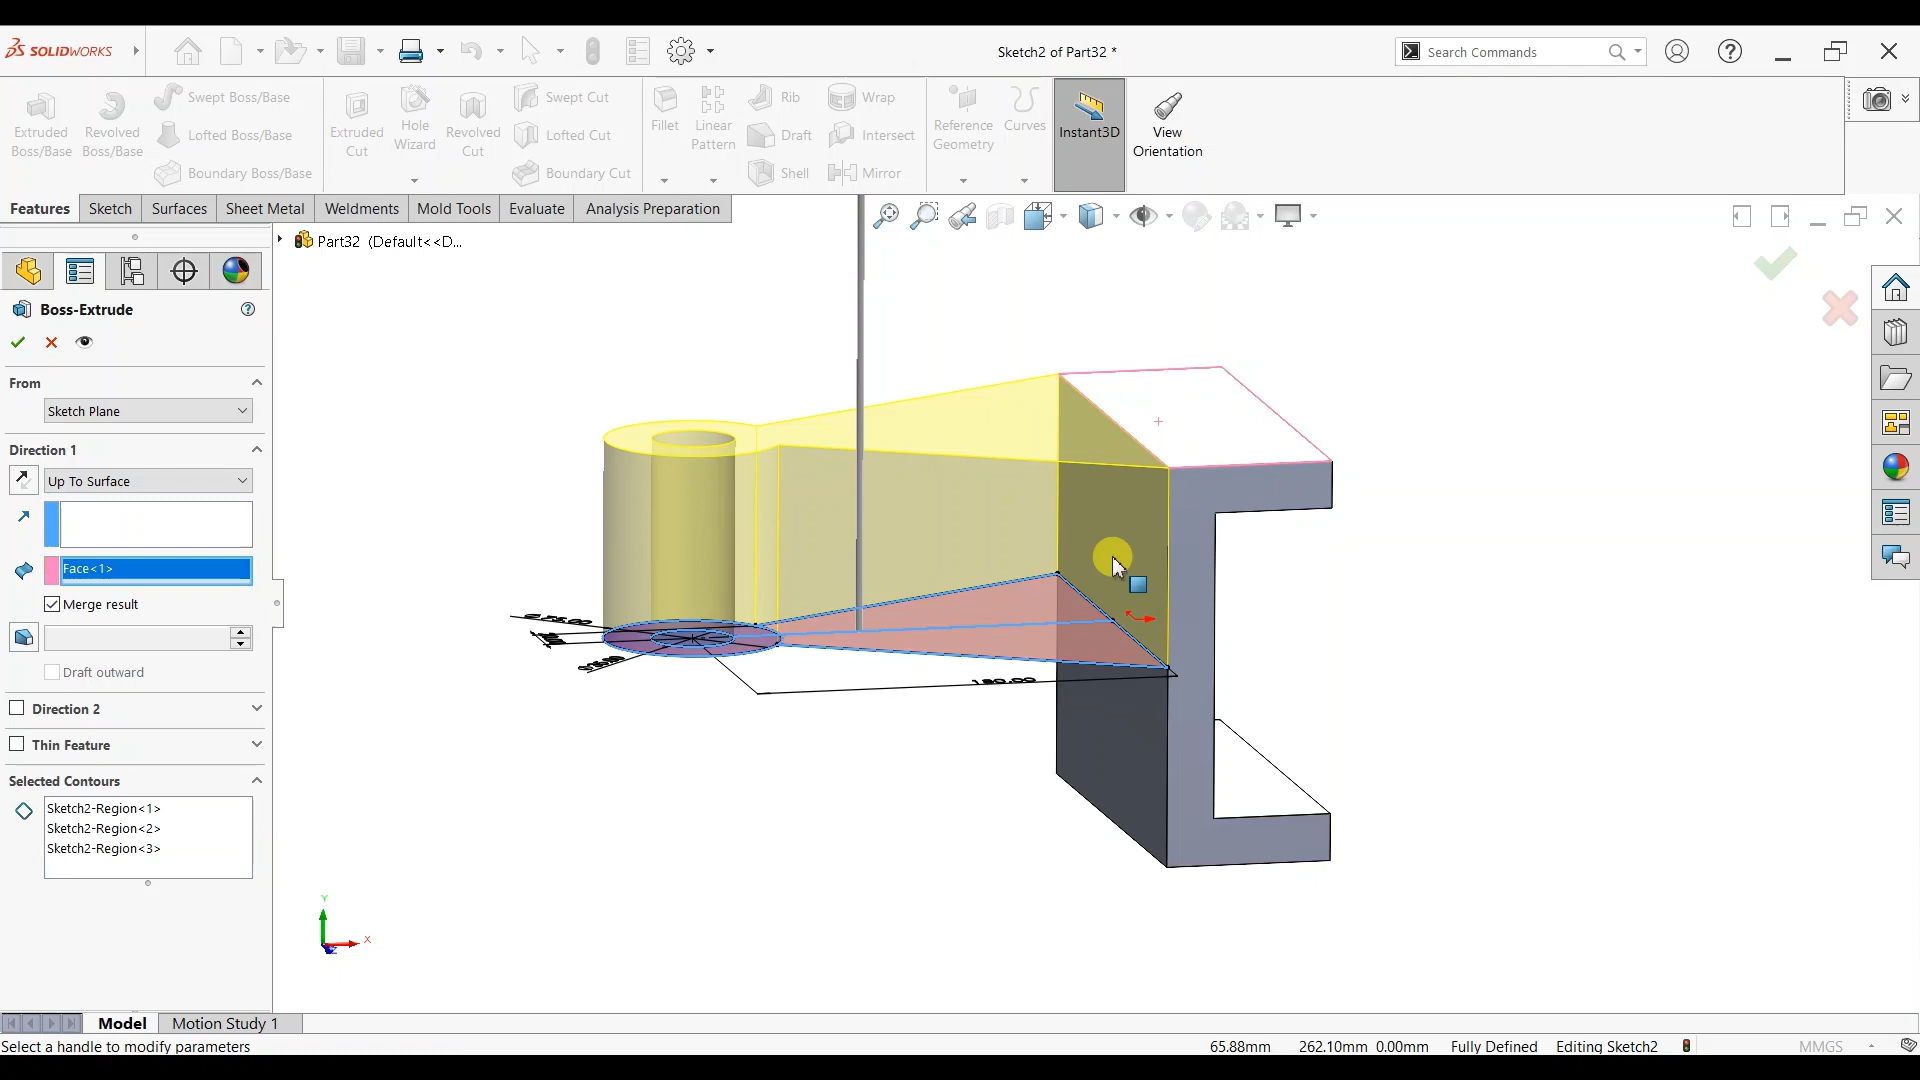 SOLIDWORKS
Sketch2 of Part32 *
Search Commands
Extruded Boss/Base
Revolved Boss/Base
Swept Boss/Base
Lofted Boss/Base
Boundary Boss/Base
Extruded Cut
Hole Wizard
Revolved Cut
Swept Cut
Lofted Cut
Boundary Cut
Fillet
Linear Pattern
Rib
Draft
Shell
Wrap
Intersect
Mirror
Reference Geometry
Curves
Instant3D
View Orientation
Features
Sketch
Surfaces
Sheet Metal
Weldments
Mold Tools
Evaluate
Analysis Preparation
Part32 (Default<<D...
Boss-Extrude
From
Sketch Plane
Direction 1
Up To Surface
Face<1>
Merge result
Draft outward
Direction 2
Thin Feature
Selected Contours
Sketch2-Region<1>
Sketch2-Region<2>
Sketch2-Region<3>
180.00
Y
X
Model
Motion Study 1
Select a handle to modify parameters
65.88mm
262.10mm 0.00mm
Fully Defined
Editing Sketch2
MMGS